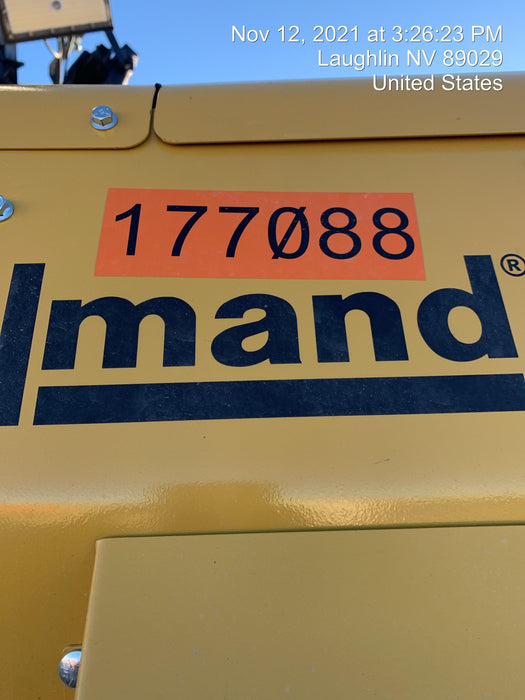 Nov 12, 2021 at 3:26:23 PM
Laughlin NV 89029
United States
177Ø88
lmand®